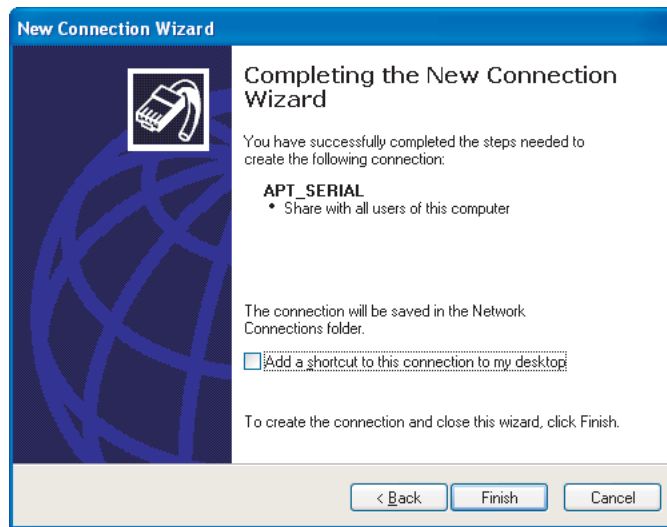 New Connection Wizard
Completing the New Connection
Wizard
You have successfully completed the steps needed to
create the following connection:
APT_SERIAL
• Share with all users of this computer
The connection will be saved in the Network
Connections folder.
Add a shortcut to this connection to my desktop
To create the connection and close this wizard, click Finish.
< Back Finish Cancel